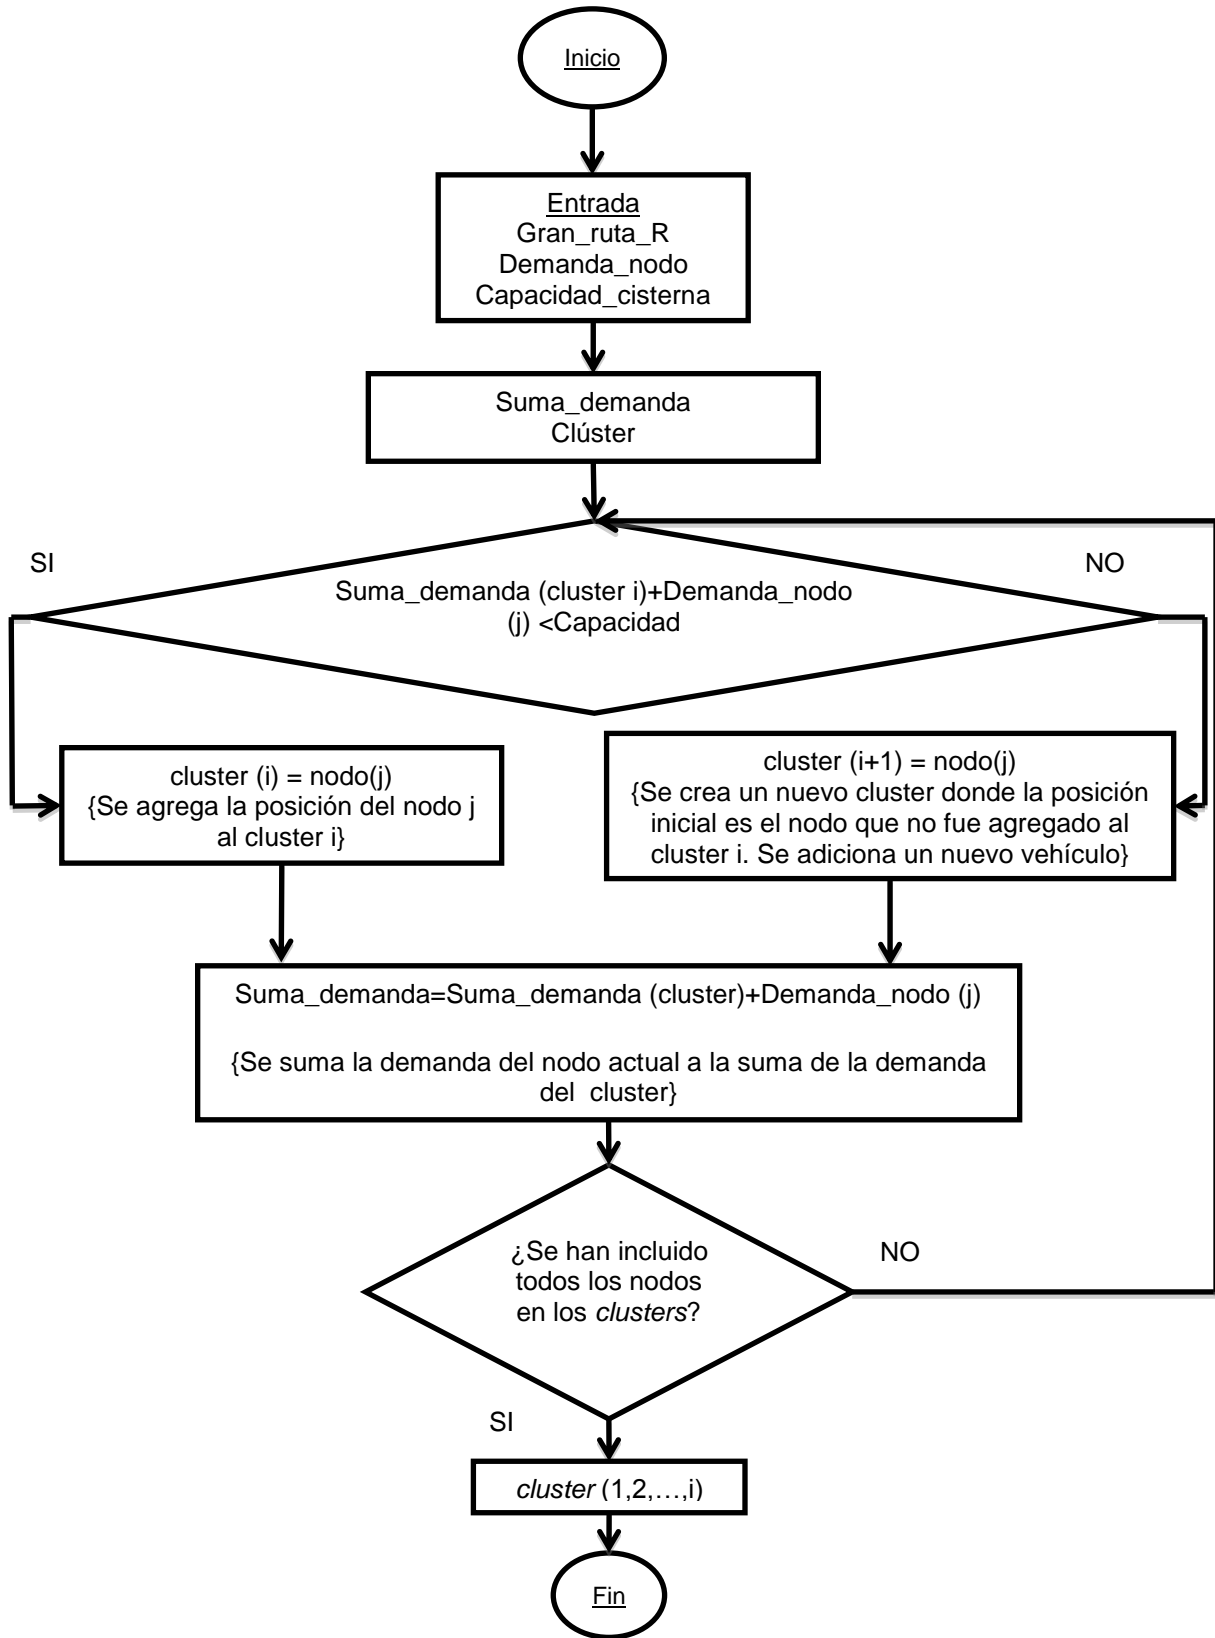 Inicio
Entrada
Gran_ruta_R
Demanda_nodo
Capacidad_cisterna
Suma_demanda
Clúster
SI
NO
Suma_demanda (cluster i)+Demanda_nodo
(j) <Capacidad
cluster (i) = nodo(j)
{Se agrega la posición del nodo j
al cluster i}
cluster (i+1) = nodo(j)
{Se crea un nuevo cluster donde la posición
inicial es el nodo que no fue agregado al
cluster i. Se adiciona un nuevo vehículo}
Suma_demanda=Suma_demanda (cluster)+Demanda_nodo (j)
{Se suma la demanda del nodo actual a la suma de la demanda
del  cluster}
¿Se han incluido
todos los nodos
en los clusters?
NO
SI
cluster (1,2,…,i)
Fin